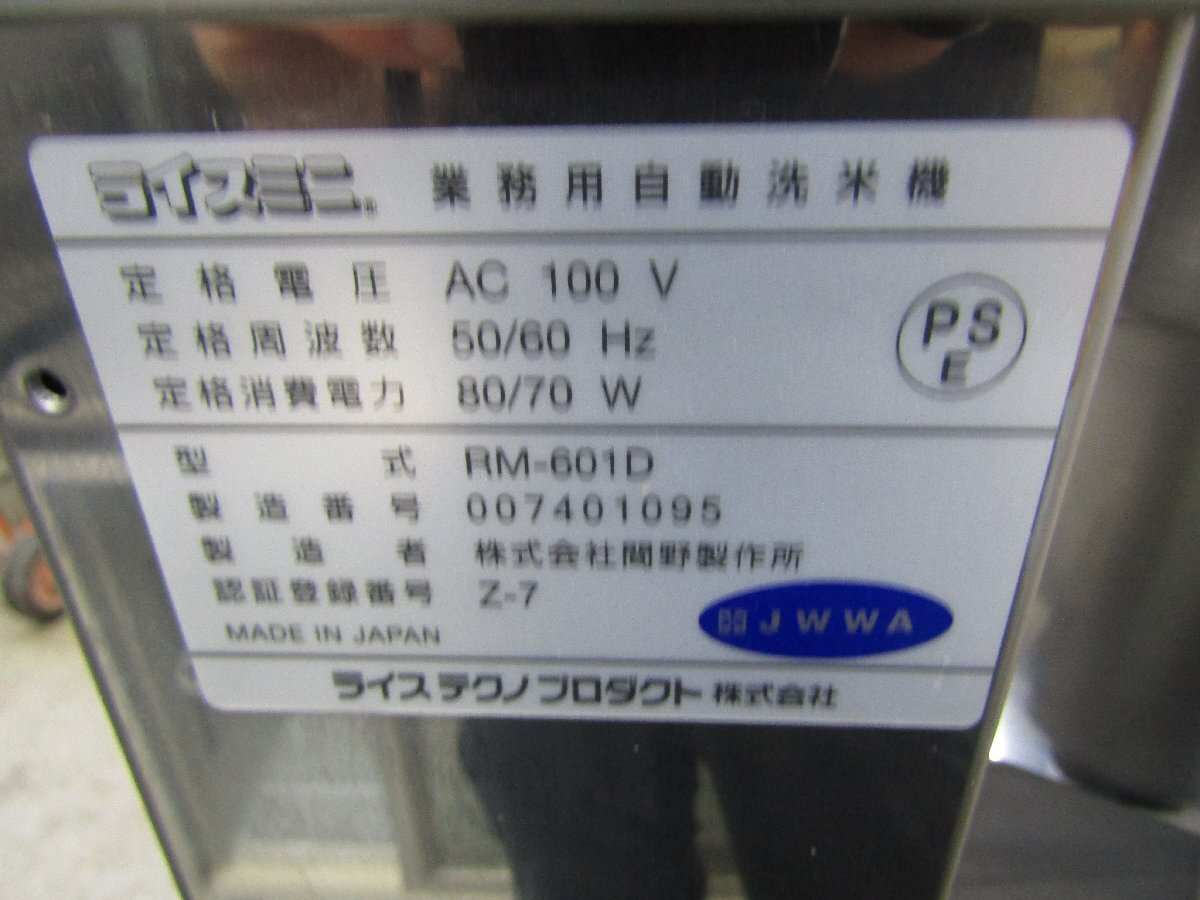 ライスミニ® 業務用自動洗米機
定格電圧 AC 100 V
定格周波数 50/60 Hz
定格消費電力 80/70 W
PSE
型式 RM-601D
製造番号 007401095
製造者 株式会社間野製作所
認証登録番号 Z-7
JWWA
MADE IN JAPAN
ライステクノプロダクト株式会社